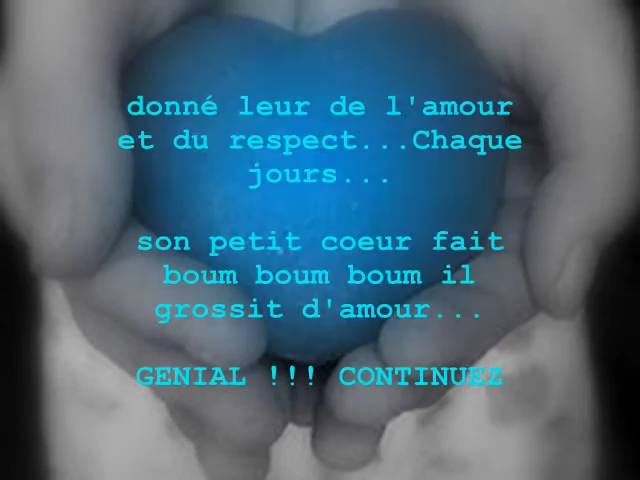 donné leur de l'amour
et du respect...Chaque
jours...
son petit coeur fait
boum boum boum il
grossit d'amour...
GENIAL !!! CONTINUEZ